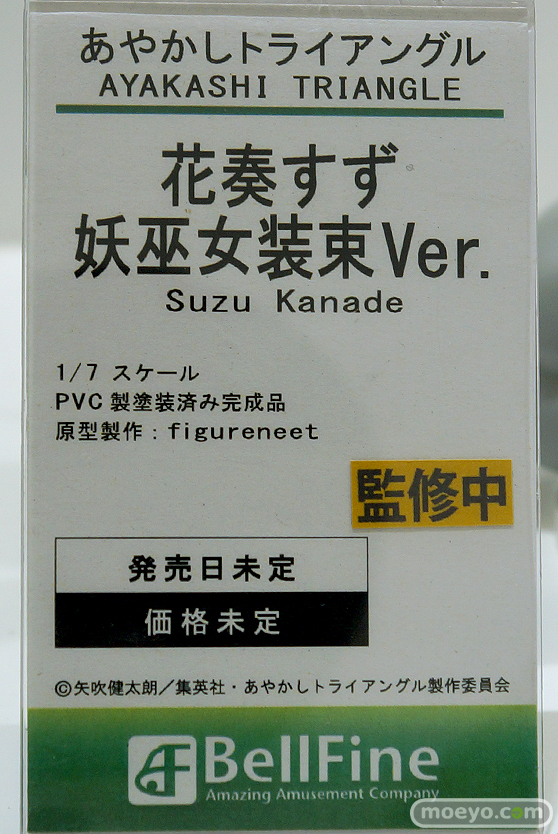 あやかしトライアングル
AYAKASHI TRIANGLE
花奏すず
妖巫女装束Ver.
Suzu Kanade
1/7 スケール
PVC製塗装済み完成品
原型製作：figureneet
監修中
発売日未定
価格未定
©矢吹健太朗／集英社・あやかしトライアングル製作委員会
BellFine
Amazing Amusement Company
moeyo.com